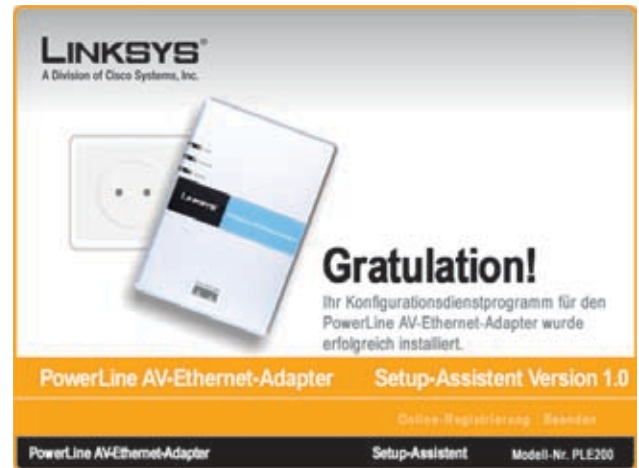 LINKSYS®
A Division of Cisco Systems, Inc.
LINKSYS
Gratulation!
Ihr Konfigurationsdienstprogramm für den
PowerLine AV-Ethernet-Adapter wurde
erfolgreich installiert.
PowerLine AV-Ethernet-Adapter Setup-Assistent Version 1.0
Online-Registrierung Beenden
PowerLine AV-Ethernet-Adapter Setup-Assistent Modell-Nr. PLE200